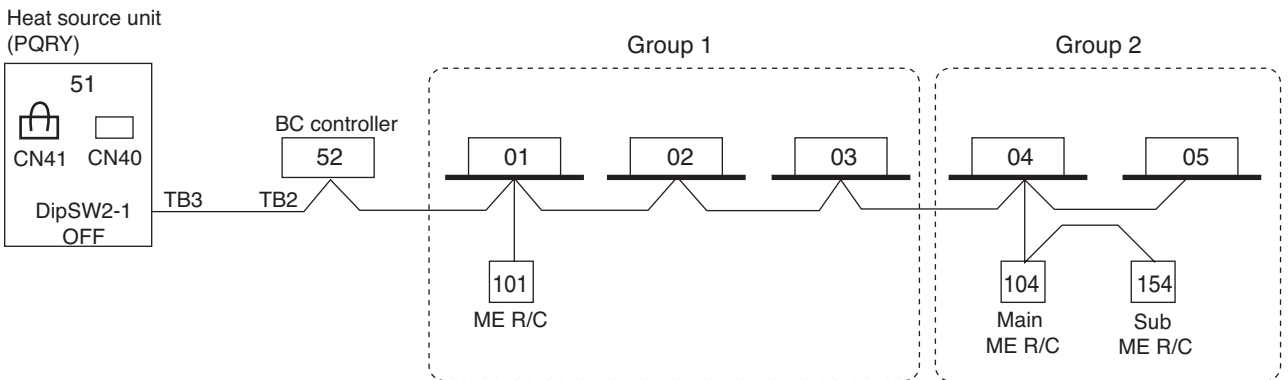 Heat source unit
(PQRY)
51
CN41
CN40
DipSW2-1
OFF
TB3
TB2
BC controller
52
Group 1
01
02
03
101
ME R/C
Group 2
04
05
104
154
Main
ME R/C
Sub
ME R/C